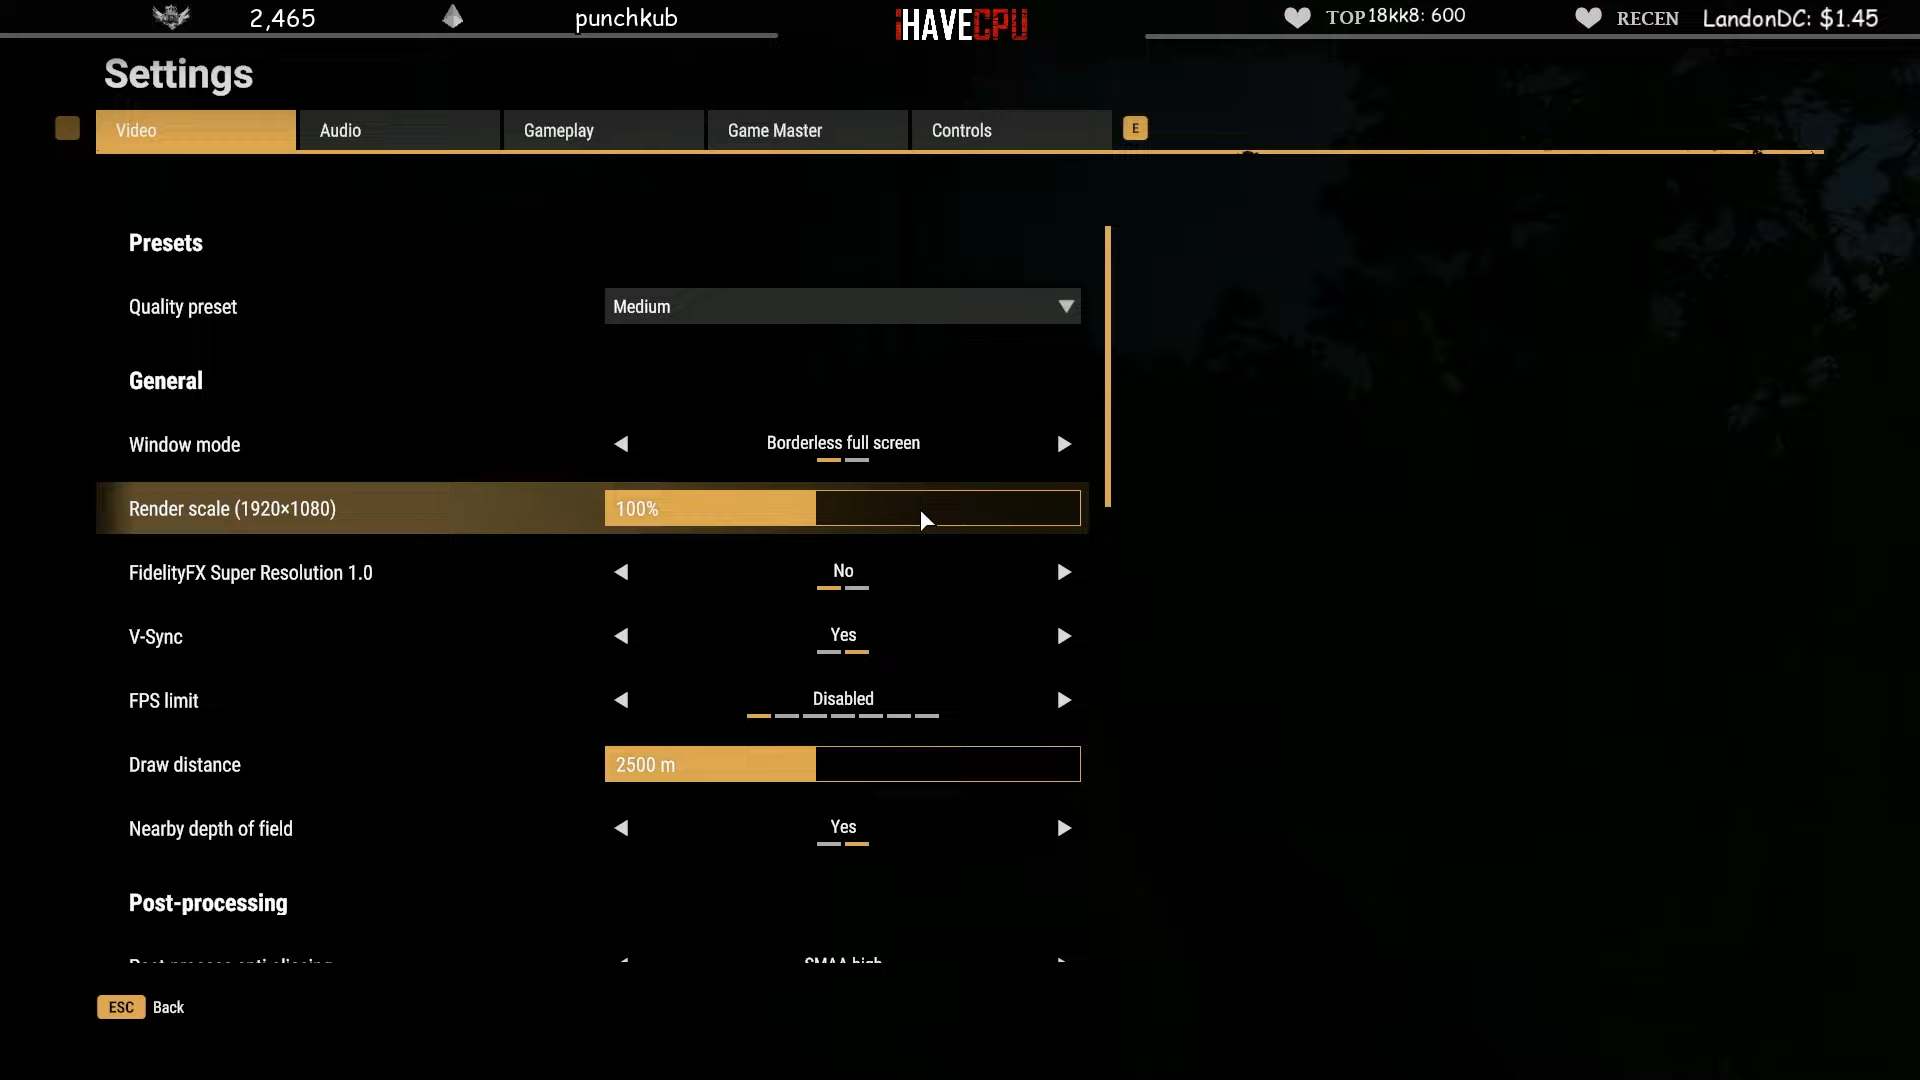 2,465 punchkub iHAVECPU TOP 18kk8: 600 RECEN LandonDC: $1.45
Settings
Video Audio Gameplay Game Master Controls E
Presets
Quality preset Medium
General
Window mode Borderless full screen
Render scale (1920×1080) 100%
FidelityFX Super Resolution 1.0 No
V-Sync Yes
FPS limit Disabled
Draw distance 2500 m
Nearby depth of field Yes
Post-processing
ESC Back